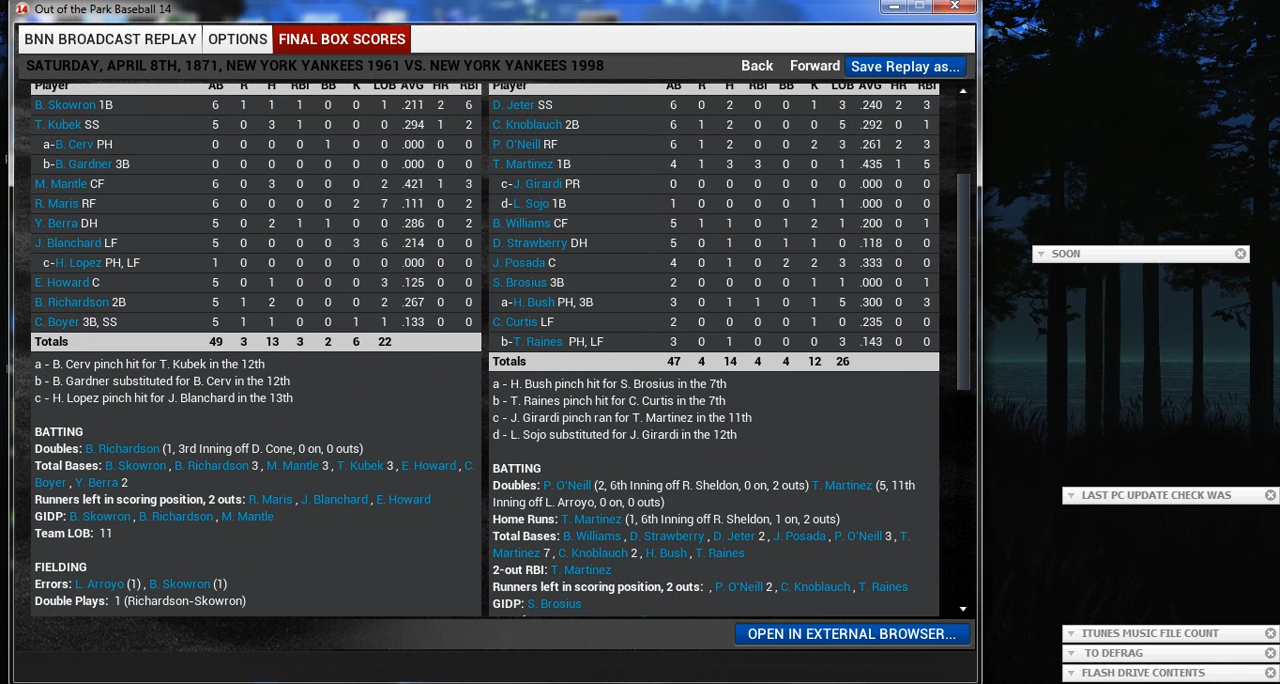 Out of the Park Baseball 14
BNN BROADCAST REPLAY OPTIONS FINAL BOX SCORES
SATURDAY, APRIL 8TH, 1871, NEW YORK YANKEES 1961 VS. NEW YORK YANKEES 1998 Back Forward Save Replay as...
Player AB R H RBI BB K LOB AVG HR RBI
B. Skowron 1B 6 1 1 1 0 0 1 .211 2 6
T. Kubek SS 5 0 3 1 0 0 0 .294 1 2
a-B. Cerv PH 0 0 0 0 1 0 0 .000 0 0
b-B. Gardner 3B 0 0 0 0 0 0 0 .000 0 0
M. Mantle CF 6 0 3 0 0 0 2 .421 1 3
R. Maris RF 6 0 0 0 0 2 7 .111 0 2
Y. Berra DH 5 0 2 1 1 0 0 .286 0 2
J. Blanchard LF 5 0 0 0 0 3 6 .214 0 0
c-H. Lopez PH, LF 1 0 0 0 0 0 0 .000 0 0
E. Howard C 5 0 1 0 0 0 3 .125 0 0
B. Richardson 2B 5 1 2 0 0 0 2 .267 0 0
C. Boyer 3B, SS 5 1 1 0 0 1 1 .133 0 0
Totals 49 3 13 3 2 6 22
a - B. Cerv pinch hit for T. Kubek in the 12th
b - B. Gardner substituted for B. Cerv in the 12th
c - H. Lopez pinch hit for J. Blanchard in the 13th
BATTING
Doubles: B. Richardson (1, 3rd Inning off D. Cone, 0 on, 0 outs)
Total Bases: B. Skowron , B. Richardson 3 , M. Mantle 3 , T. Kubek 3 , E. Howard , C.
Boyer , Y. Berra 2
Runners left in scoring position, 2 outs: R. Maris , J. Blanchard , E. Howard
GIDP: B. Skowron , B. Richardson , M. Mantle
Team LOB: 11
FIELDING
Errors: L. Arroyo (1) , B. Skowron (1)
Double Plays: 1 (Richardson-Skowron)
Player AB R H RBI BB K LOB AVG HR RBI
D. Jeter SS 6 0 2 0 0 1 3 .240 2 3
C. Knoblauch 2B 6 1 2 0 0 0 5 .292 0 1
P. O'Neill RF 6 1 2 0 0 2 3 .261 2 3
T. Martinez 1B 4 1 3 3 0 0 0 .435 1 5
c-J. Girardi PR 0 0 0 0 0 0 0 .000 0 0
d-L. Sojo 1B 1 0 0 0 0 1 1 .000 0 0
B. Williams CF 5 1 1 0 1 2 1 .200 0 1
D. Strawberry DH 5 0 1 0 1 1 0 .118 0 0
J. Posada C 4 0 1 0 2 2 3 .333 0 0
S. Brosius 3B 2 0 0 0 0 1 1 .000 0 1
a-H. Bush PH, 3B 3 0 1 1 0 1 5 .300 0 3
C. Curtis LF 2 0 0 0 0 1 0 .235 0 0
b-T. Raines PH, LF 3 0 1 0 0 0 3 .143 0 0
Totals 47 4 14 4 4 12 26
a - H. Bush pinch hit for S. Brosius in the 7th
b - T. Raines pinch hit for C. Curtis in the 7th
c - J. Girardi pinch ran for T. Martinez in the 11th
d - L. Sojo substituted for J. Girardi in the 12th
BATTING
Doubles: P. O'Neill (2, 6th Inning off R. Sheldon, 0 on, 2 outs) T. Martinez (5, 11th
Inning off L. Arroyo, 0 on, 0 outs)
Home Runs: T. Martinez (1, 6th Inning off R. Sheldon, 1 on, 2 outs)
Total Bases: B. Williams , D. Strawberry , D. Jeter 2 , J. Posada , P. O'Neill 3 , T.
Martinez 7 , C. Knoblauch 2 , H. Bush , T. Raines
2-out RBI: T. Martinez
Runners left in scoring position, 2 outs: , P. O'Neill 2 , C. Knoblauch , T. Raines
GIDP: S. Brosius
OPEN IN EXTERNAL BROWSER...
SOON
LAST PC UPDATE CHECK WAS
ITUNES MUSIC FILE COUNT
TO DEFRAG
FLASH DRIVE CONTENTS